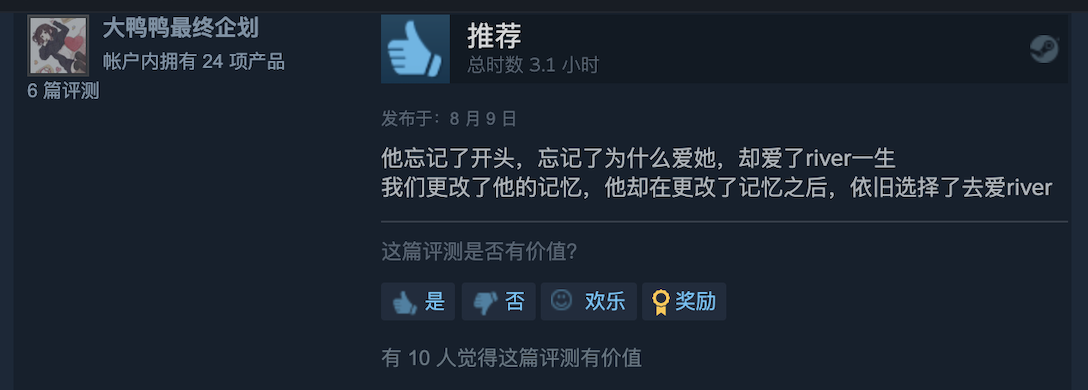 大鸭鸭最终企划
帐户内拥有 24 项产品
6 篇评测
推荐
总时数 3.1 小时
发布于：8 月 9 日
他忘记了开头，忘记了为什么爱她，却爱了river一生
我们更改了他的记忆，他却在更改了记忆之后，依旧选择了去爱river
这篇评测是否有价值？
是 否 欢乐 奖励
有 10 人觉得这篇评测有价值